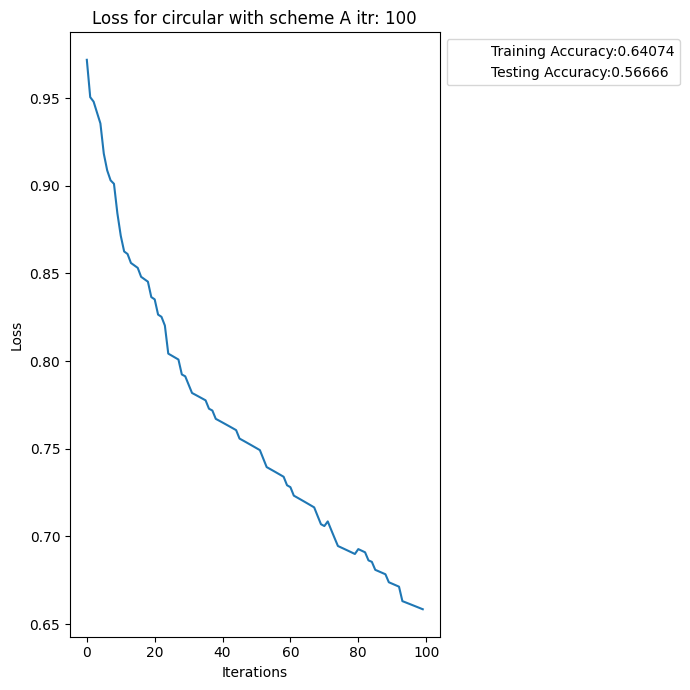 Loss for circular with scheme A itr: 100
Training Accuracy:0.64074
Testing Accuracy:0.56666
0.95
0.90
0.85
0.80
0.75
0.70
0.65
Loss
0 20 40 60 80 100
Iterations